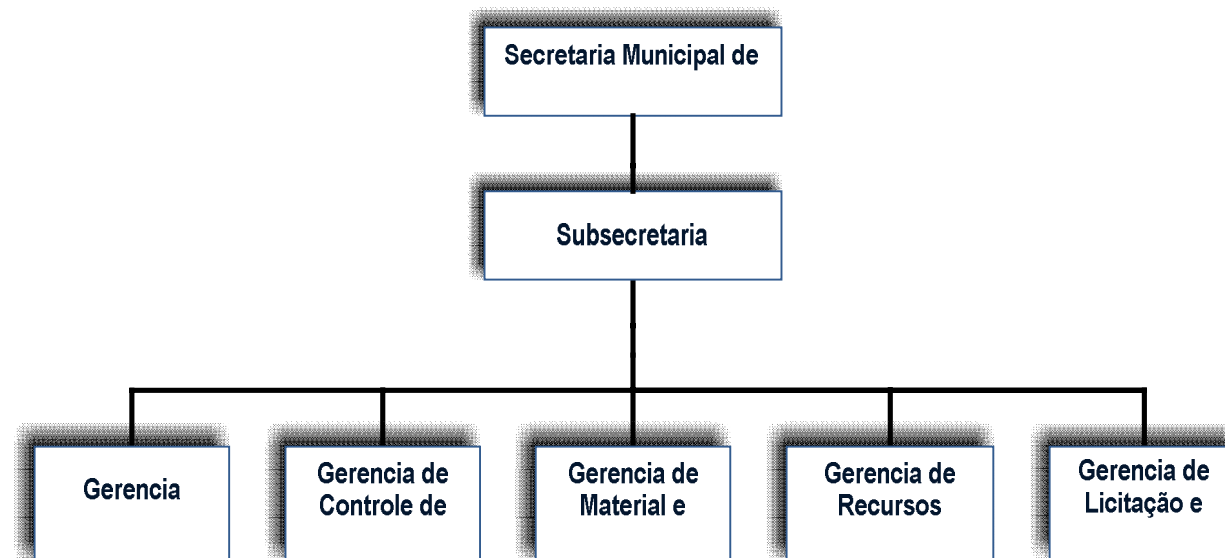 Secretaria Municipal de
Subsecretaria
Gerencia
Gerencia de
Controle de
Gerencia de
Material e
Gerencia de
Recursos
Gerencia de
Licitação e